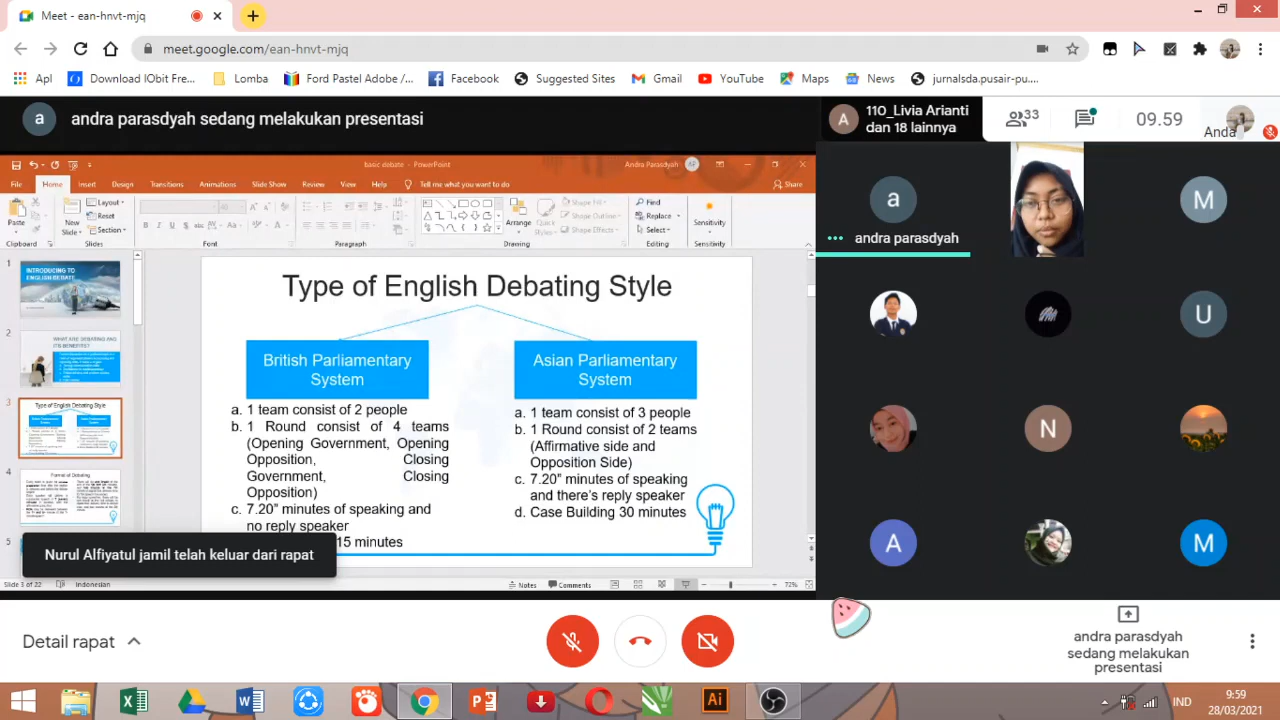 Meet - ean-hnvt-mjq
meet.google.com/ean-hnvt-mjq
Apl
Download IObit Fre...
Lomba
Ford Pastel Adobe /...
Facebook
Suggested Sites
Gmail
YouTube
Maps
News
jurnalsda.pusair-pu....
a
andra parasdyah sedang melakukan presentasi
A
110_Livia Arianti
dan 18 lainnya
33
09.59
Anda
basic debate - PowerPoint
Andra Parasdyah
AP
File
Home
Insert
Design
Transitions
Animations
Slide Show
Review
View
Help
Tell me what you want to do
Share
Paste
New
Slide
Layout
Reset
Section
Arrange
Quick
Styles
Shape Fill
Shape Outline
Shape Effects
Find
Replace
Select
Sensitivity
Clipboard
Slides
Font
Paragraph
Drawing
Editing
Sensitivity
1
INTRODUCING TO
ENGLISH DEBATE
2
WHAT ARE DEBATING AND
ITS BENEFITS?
3
Type of English Debating Style
4
Format of Debating
5
Type of English Debating Style
British Parliamentary
System
a. 1 team consist of 2 people
b. 1 Round consist of 4 teams
(Opening Government, Opening
Opposition, Closing
Government, Closing
Opposition)
c. 7.20” minutes of speaking and
no reply speaker
15 minutes
Asian Parliamentary
System
a. 1 team consist of 3 people
b. 1 Round consist of 2 teams
(Affirmative side and
Opposition Side)
c. 7.20” minutes of speaking
and there’s reply speaker
d. Case Building 30 minutes
Nurul Alfiyatul jamil telah keluar dari rapat
Slide 3 of 22
Indonesian
Notes
Comments
72%
a
andra parasdyah
M
U
N
A
M
Detail rapat
andra parasdyah
sedang melakukan
presentasi
IND
9:59
28/03/2021